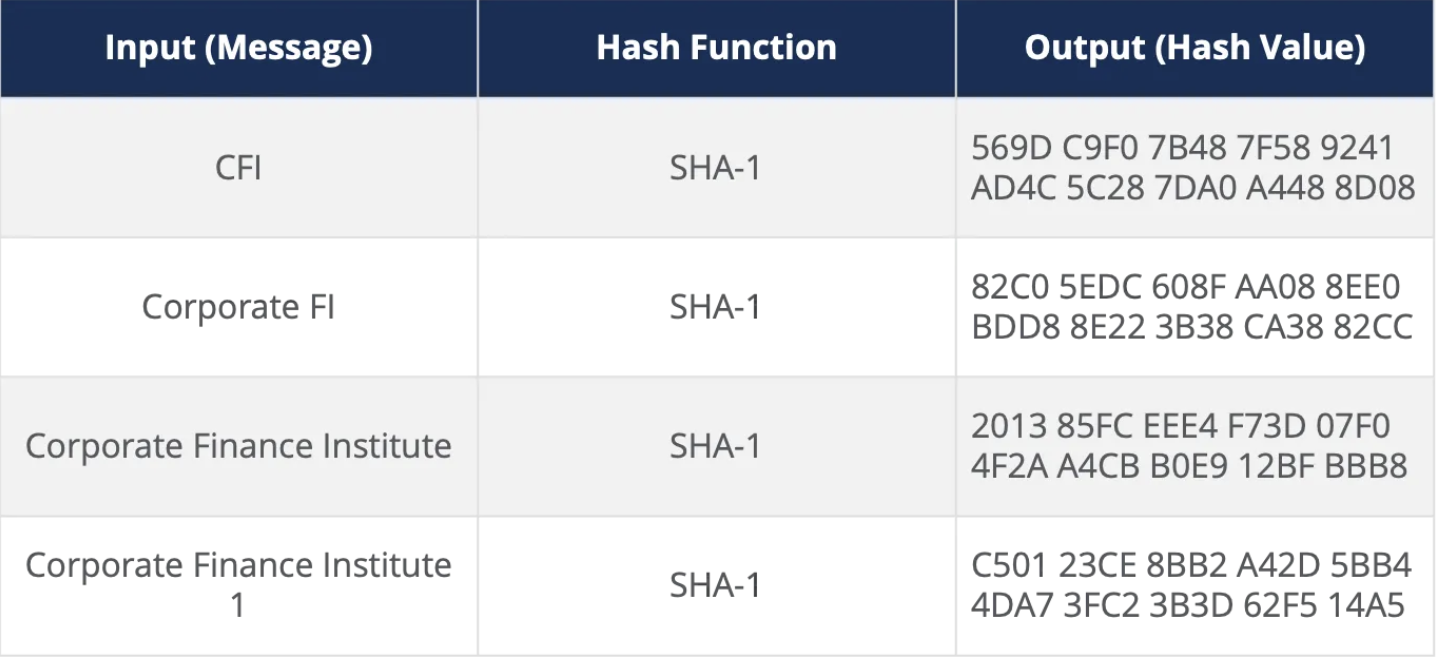 Input (Message) Hash Function Output (Hash Value)
CFI SHA-1 569D C9F0 7B48 7F58 9241
AD4C 5C28 7DA0 A448 8D08
Corporate FI SHA-1 82C0 5EDC 608F AA08 8EE0
BDD8 8E22 3B38 CA38 82CC
Corporate Finance Institute SHA-1 2013 85FC EEE4 F73D 07F0
4F2A A4CB B0E9 12BF BBB8
Corporate Finance Institute
1 SHA-1 C501 23CE 8BB2 A42D 5BB4
4DA7 3FC2 3B3D 62F5 14A5